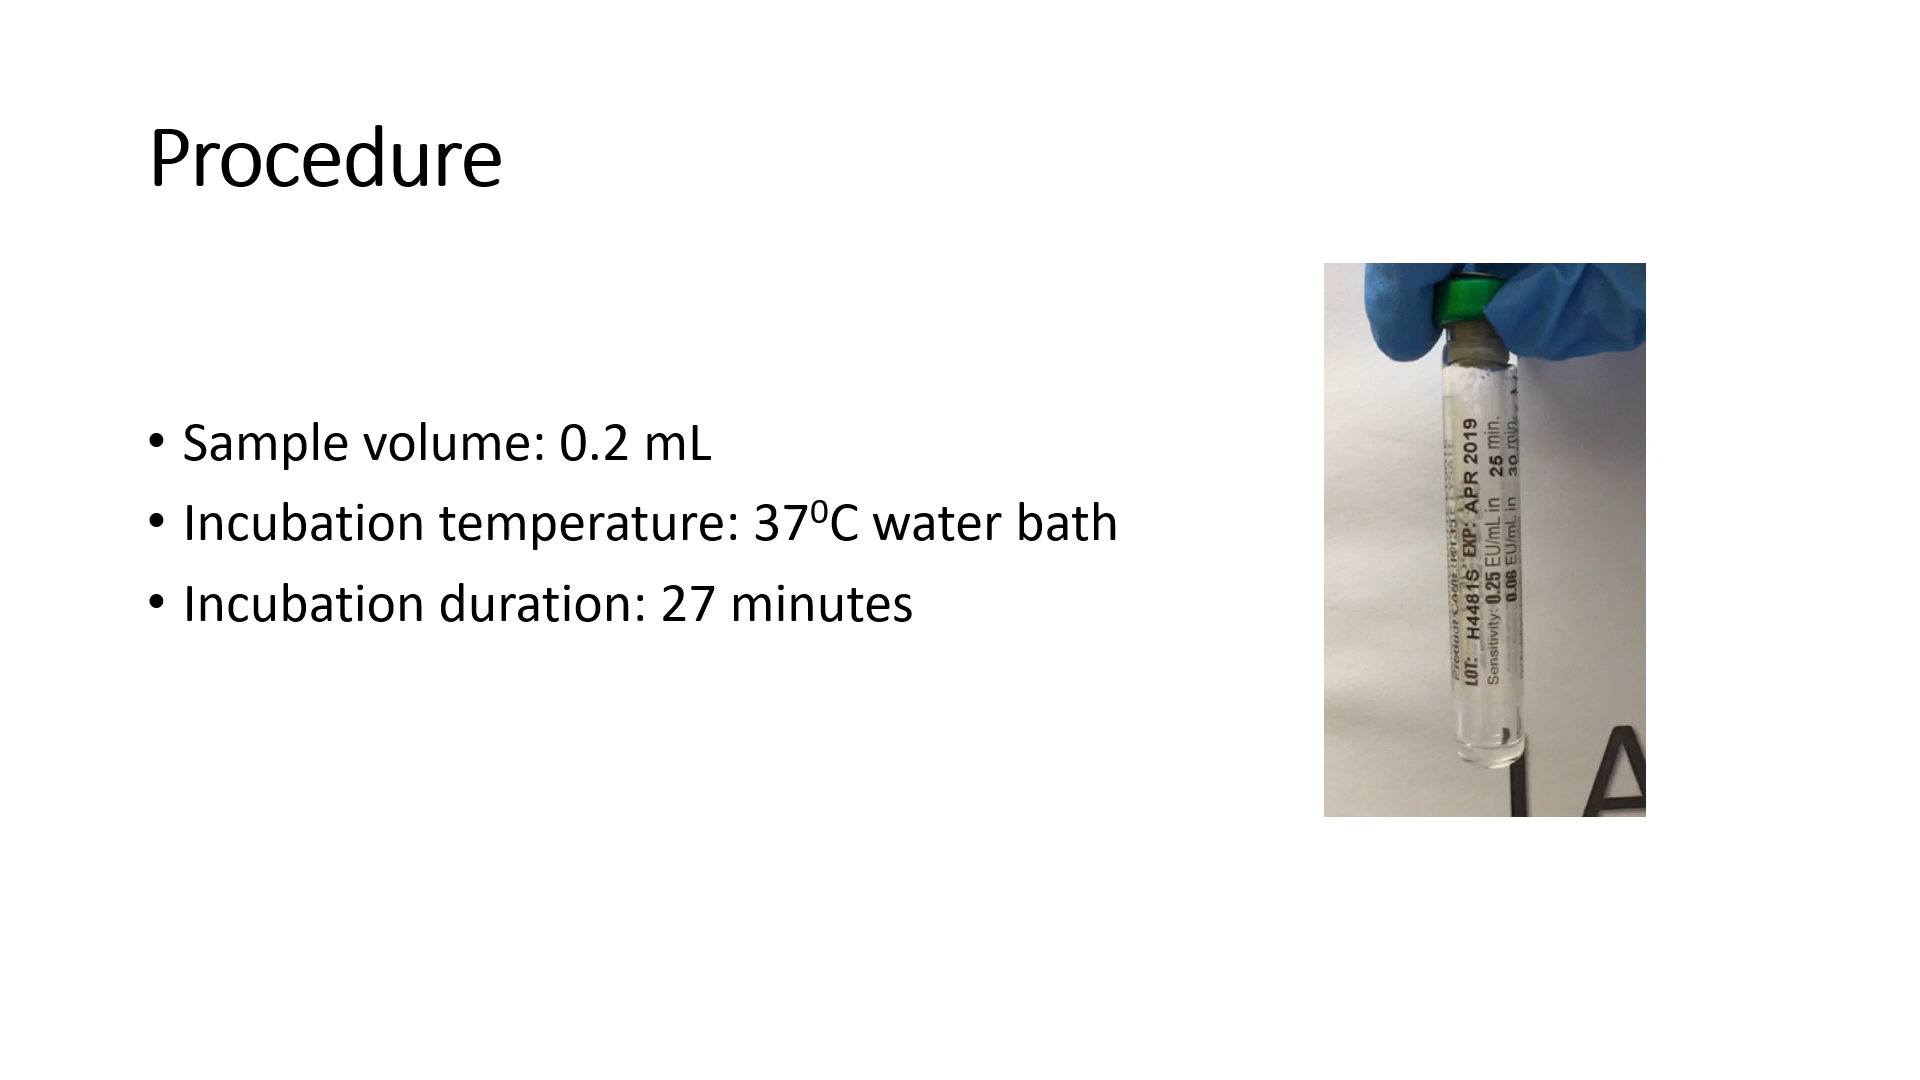 Procedure
• Sample volume: 0.2 mL
• Incubation temperature: 37⁰C water bath
• Incubation duration: 27 minutes
LOT: H4481S EXP: APR 2019
Sensitivity: 0.25 EU/mL in 25 min.
0.06 EU/mL in 30 min.
LA